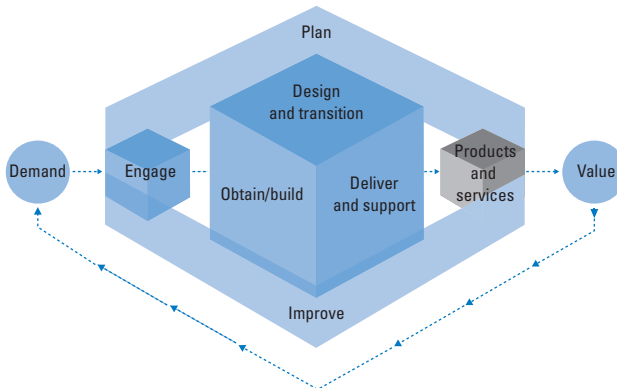 Plan
Design
and transition
Demand
Engage
Obtain/build
Deliver
and support
Products
and
services
Value
Improve